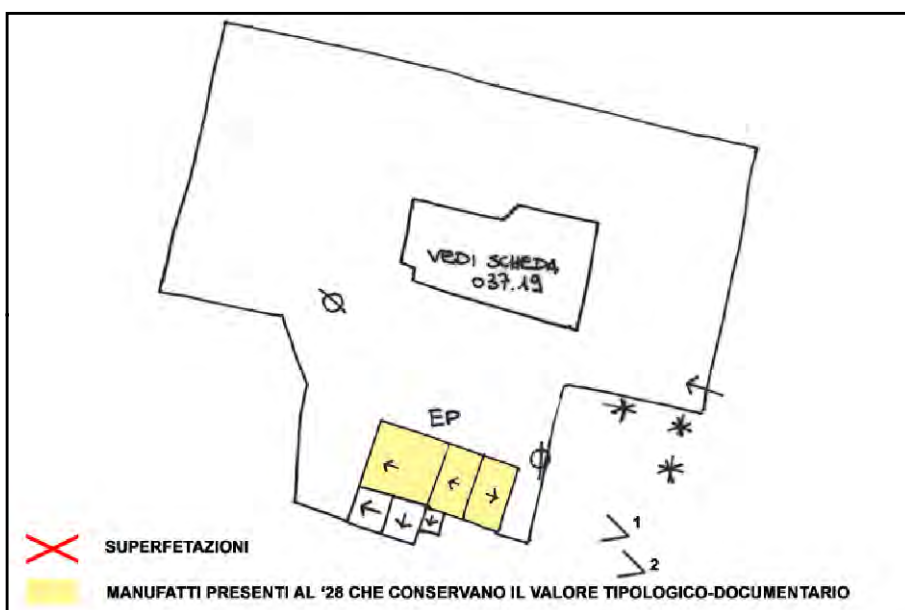 VEDI SCHEDA
037.19
EP
1
2
SUPERFETAZIONI
MANUFATTI PRESENTI AL '28 CHE CONSERVANO IL VALORE TIPOLOGICO-DOCUMENTARIO